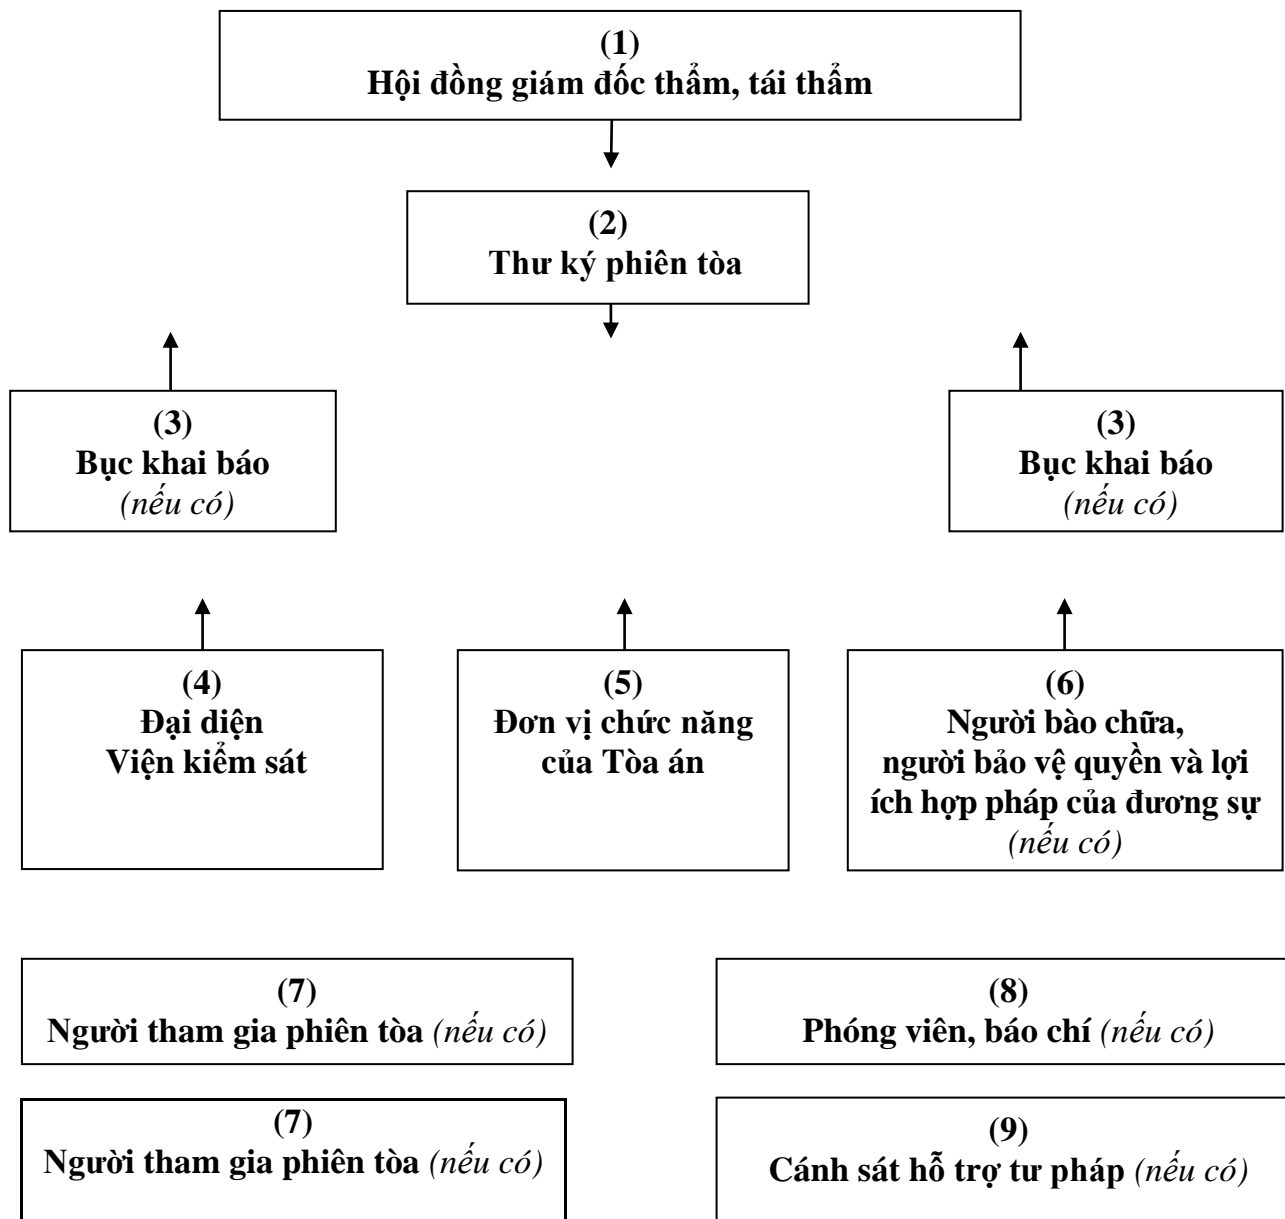 (1)
Hội đồng giám đốc thẩm, tái thẩm
(2)
Thư ký phiên tòa
(3)
Bục khai báo
(nếu có)
(3)
Bục khai báo
(nếu có)
(4)
Đại diện
Viện kiểm sát
(5)
Đơn vị chức năng
của Tòa án
(6)
Người bào chữa,
người bảo vệ quyền và lợi
ích hợp pháp của đương sự
(nếu có)
(7)
Người tham gia phiên tòa (nếu có)
(8)
Phóng viên, báo chí (nếu có)
(7)
Người tham gia phiên tòa (nếu có)
(9)
Cánh sát hỗ trợ tư pháp (nếu có)